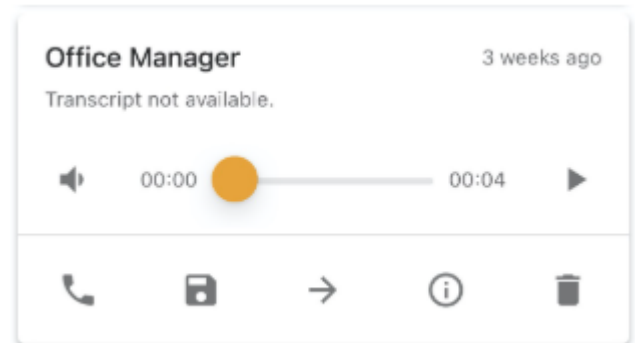 Office Manager
3 weeks ago
Transcript not available.
00:00
00:04